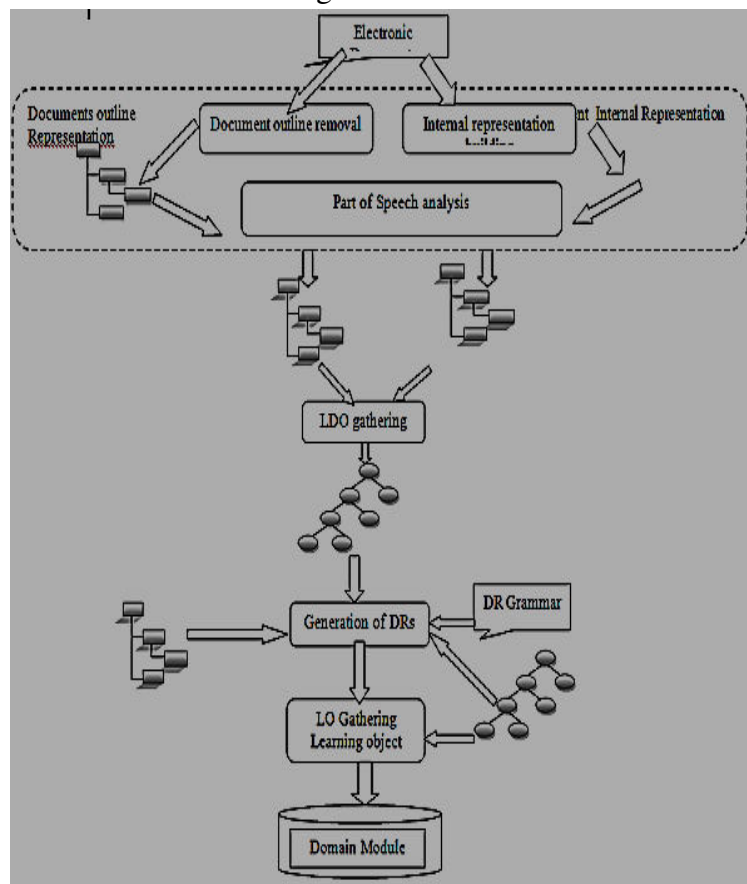 Electronic
Documents outline
Representation
Document outline removal
Internal representation
nt Internal Representation
Part of Speech analysis
LDO gathering
Generation of DRs
DR Grammar
LO Gathering
Learning object
Domain Module